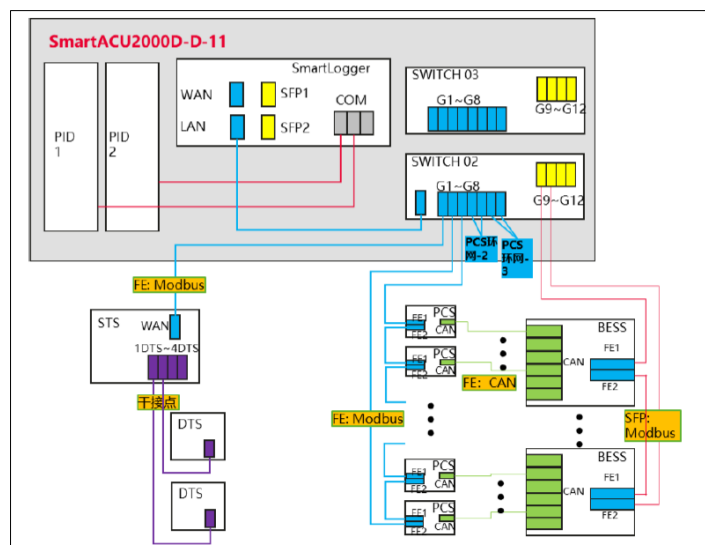 SmartACU2000D-D-11
SmartLogger
WAN
SFP1
COM
LAN
SFP2
PID
1
PID
2
SWITCH 03
G1~G8
G9~G12
SWITCH 02
G1~G8
G9~G12
PCS环
网-2
PCS
环网-
3
FE: Modbus
STS
WAN
1DTS~4DTS
干接点
DTS
DTS
FE: Modbus
PCS
FE1
FE2
CAN
PCS
FE1
FE2
CAN
FE: CAN
BESS
FE1
CAN
FE2
SFP:
Modbus
PCS
FE1
FE2
CAN
PCS
FE1
FE2
CAN
BESS
FE1
CAN
FE2